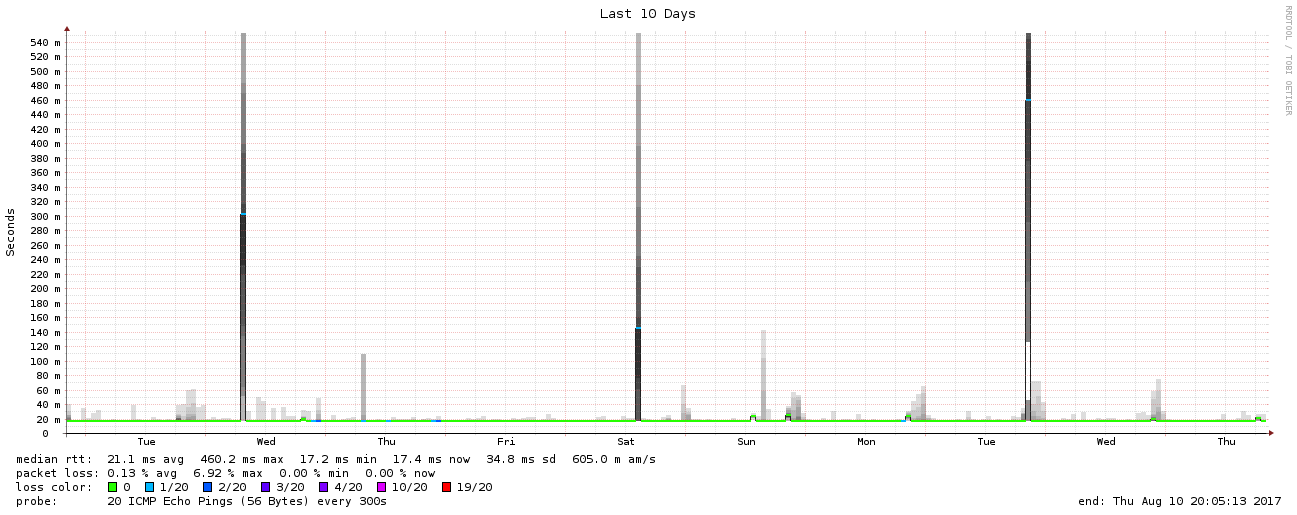 Last 10 Days
RRDTOOL / TOBI OETIKER
Seconds
540 m
520 m
500 m
480 m
460 m
440 m
420 m
400 m
380 m
360 m
340 m
320 m
300 m
280 m
260 m
240 m
220 m
200 m
180 m
160 m
140 m
120 m
100 m
80 m
60 m
40 m
20 m
0
Tue Wed Thu Fri Sat Sun Mon Tue Wed Thu
median rtt: 21.1 ms avg 460.2 ms max 17.2 ms min 17.4 ms now 34.8 ms sd 605.0 m am/s
packet loss: 0.13 % avg 6.92 % max 0.00 % min 0.00 % now
loss color: 0 1/20 2/20 3/20 4/20 10/20 19/20
probe: 20 ICMP Echo Pings (56 Bytes) every 300s end: Thu Aug 10 20:05:13 2017